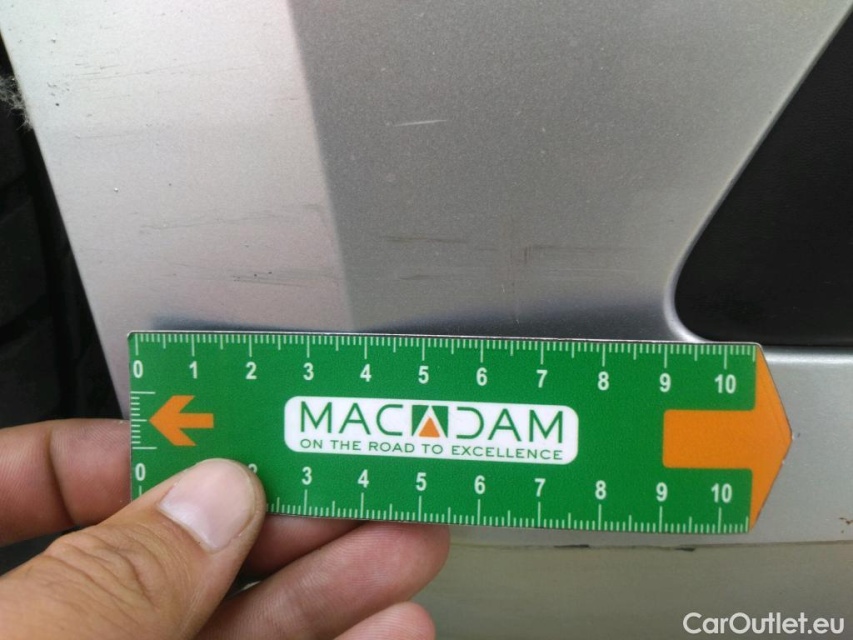 0 1 2 3 4 5 6 7 8 9 10
MACADAM
ON THE ROAD TO EXCELLENCE
0 2 3 4 5 6 7 8 9 10
CarOutlet.eu